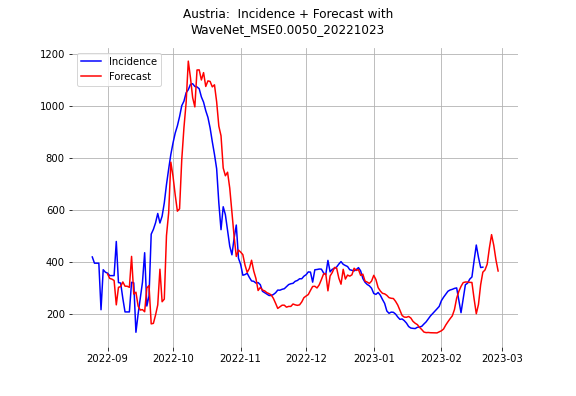 Austria:  Incidence + Forecast with
WaveNet_MSE0.0050_20221023
Incidence
Forecast
1200
1000
800
600
400
200
2022-09 2022-10 2022-11 2022-12 2023-01 2023-02 2023-03